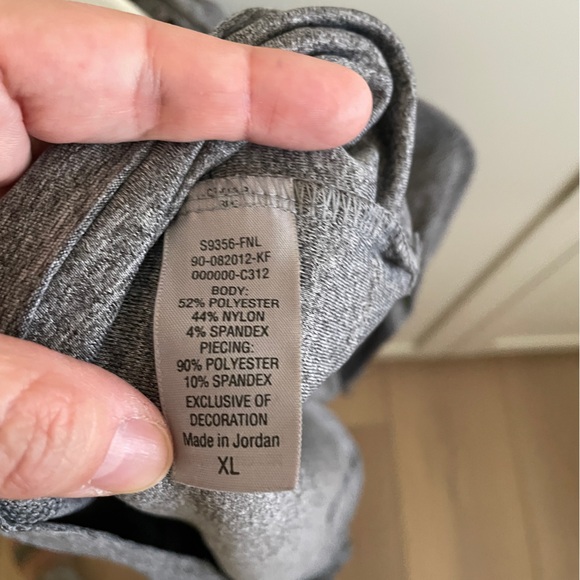 S9356-FNL
90-082012-KF
000000-C312
BODY:
52% POLYESTER
44% NYLON
4% SPANDEX
PIECING:
90% POLYESTER
10% SPANDEX
EXCLUSIVE OF
DECORATION
Made in Jordan
XL